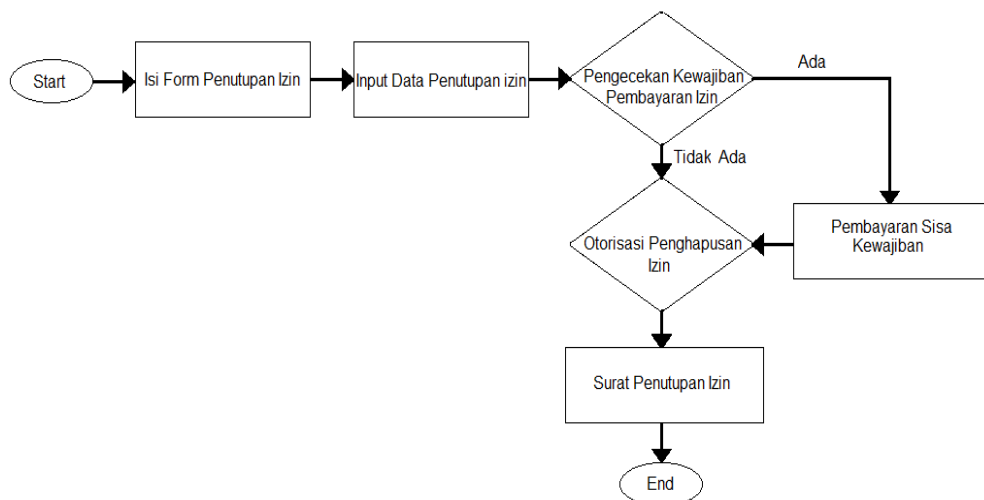 Start
Isi Form Penutupan Izin
Input Data Penutupan izin
Pengecekan Kewajiban
Pembayaran Izin
Ada
Tidak Ada
Otorisasi Penghapusan
Izin
Pembayaran Sisa
Kewajiban
Surat Penutupan Izin
End